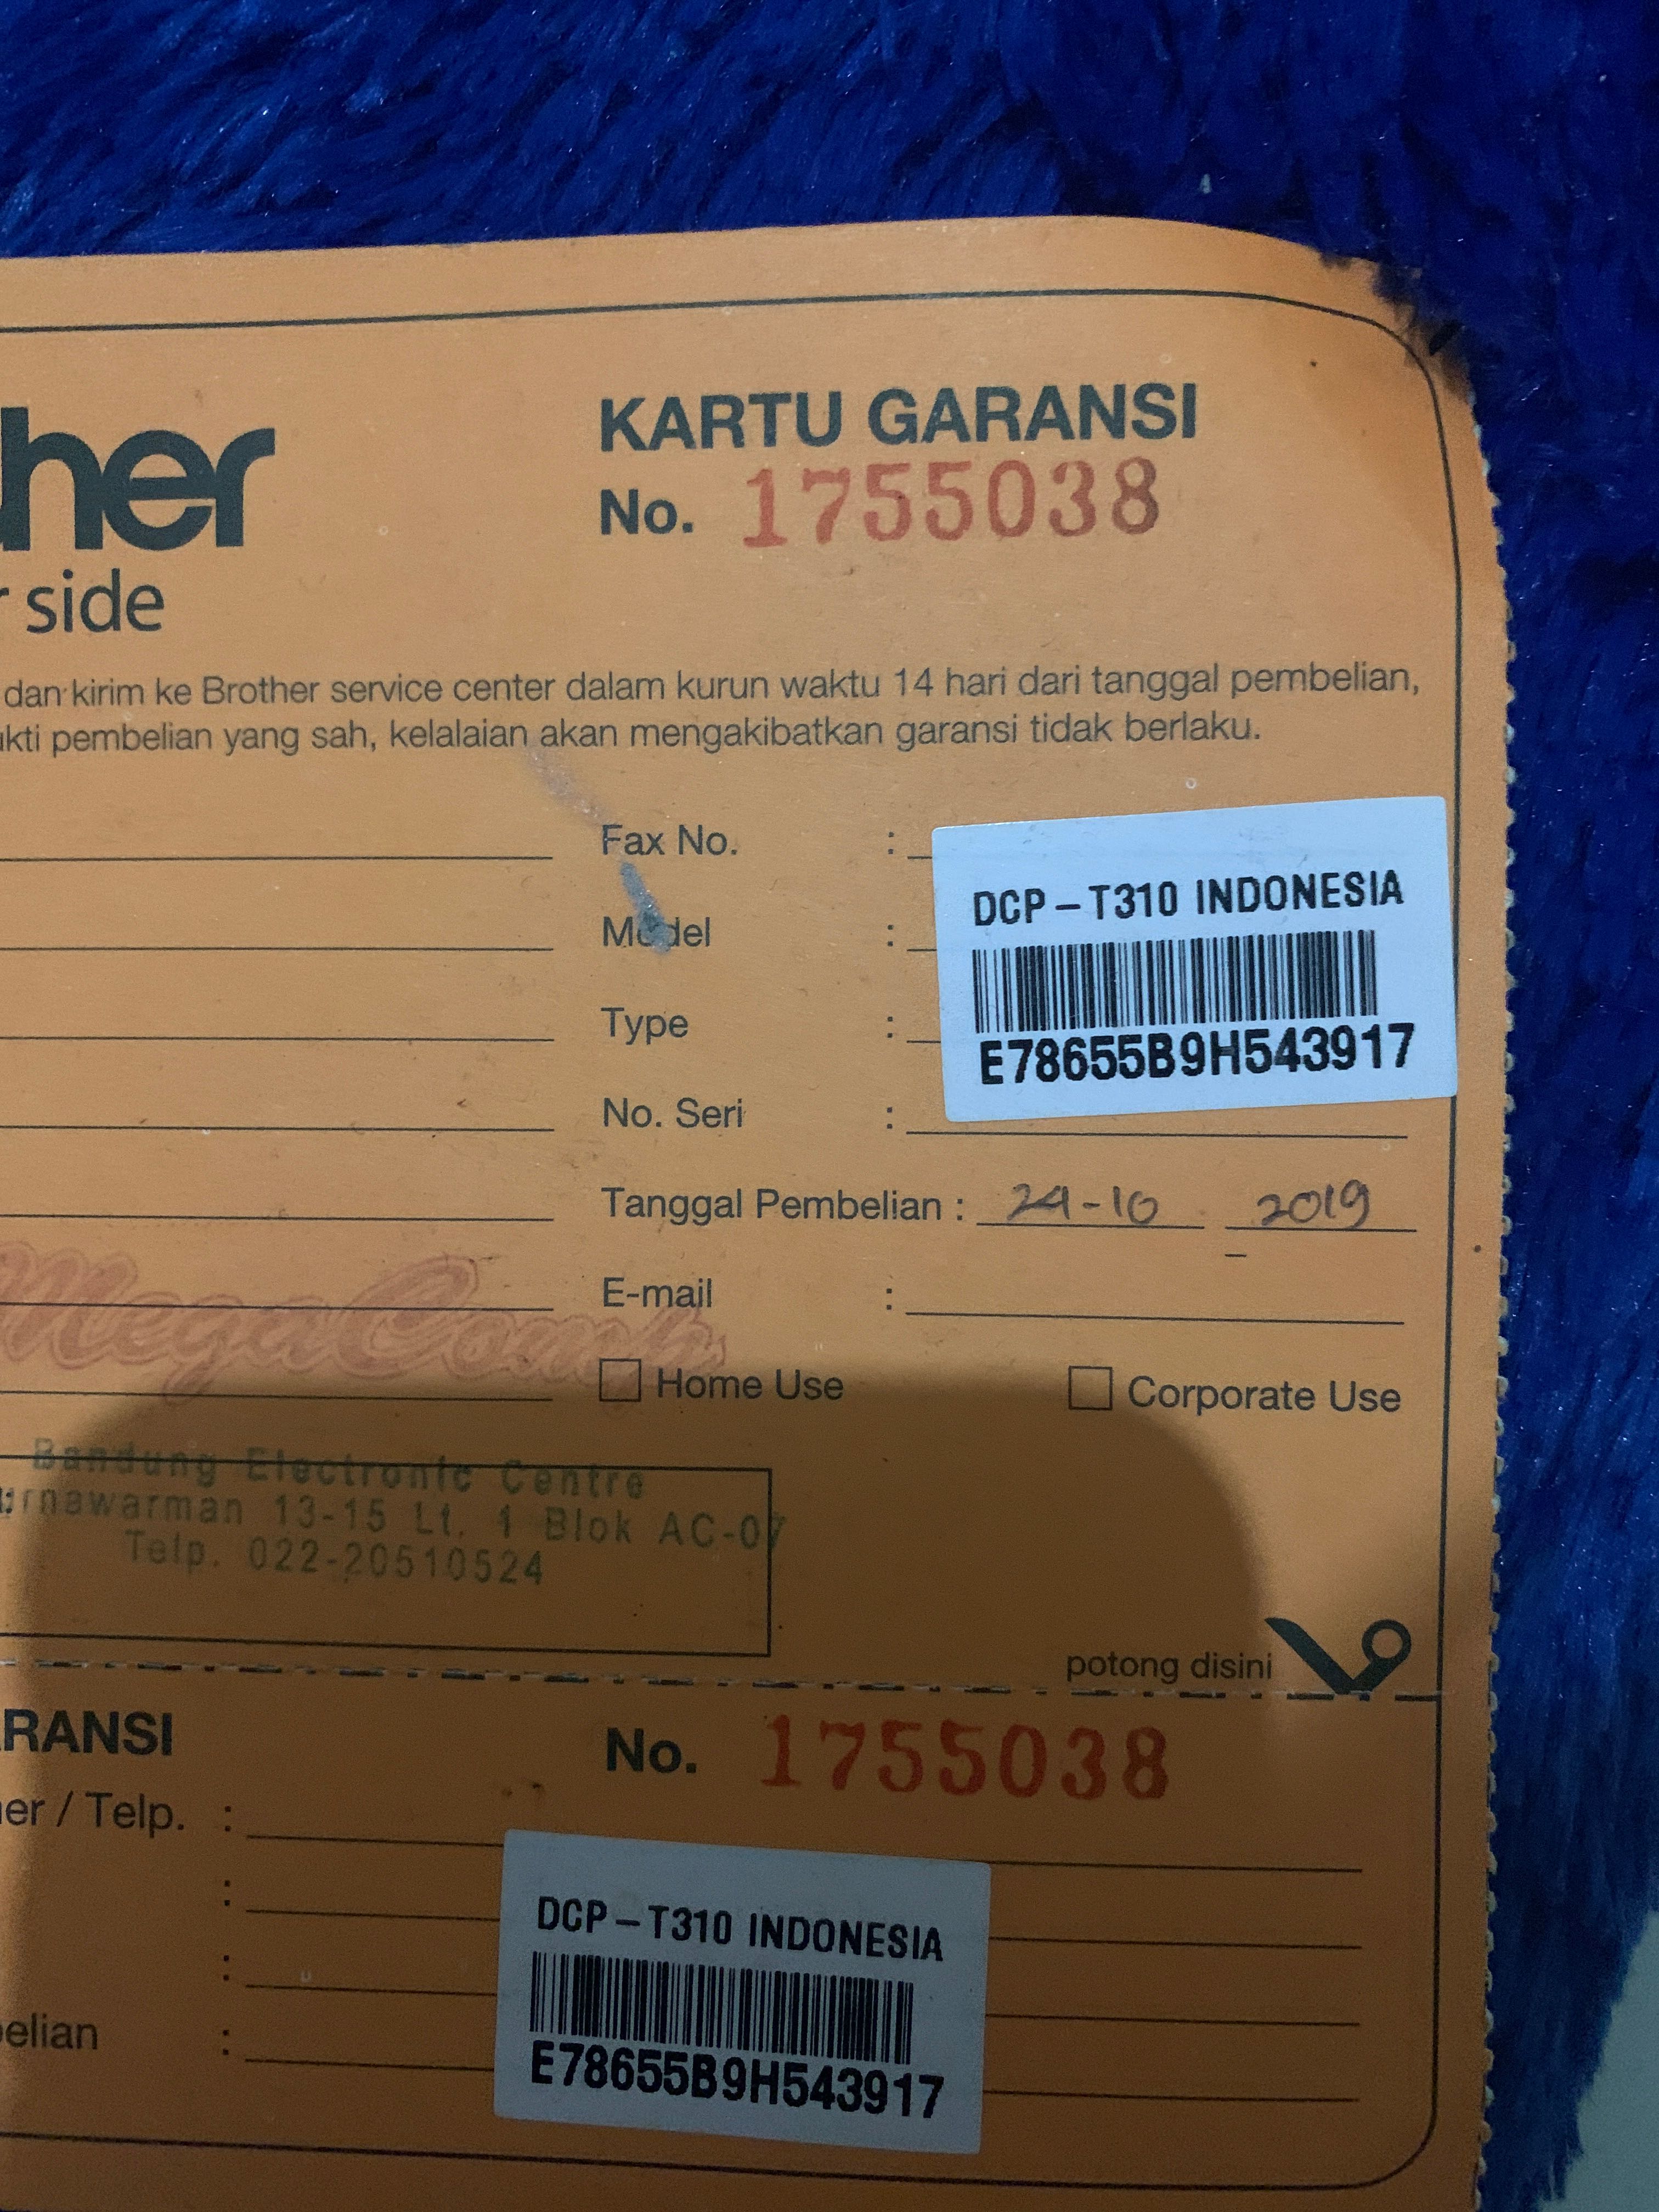 her
side
KARTU GARANSI
No. 1755038
dan kirim ke Brother service center dalam kurun waktu 14 hari dari tanggal pembelian,
kti pembelian yang sah, kelalaian akan mengakibatkan garansi tidak berlaku.
Fax No. :
Model :
Type :
No. Seri :
DCP-T310 INDONESIA
E78655B9H543917
Tanggal Pembelian : 24-10 2019
E-mail :
Home Use Corporate Use
MegaComp
Bandung Electronic Centre
rnawarman 13-15 Lt. 1 Blok AC-07
Telp. 022-20510524
potong disini
RANSI No. 1755038
er / Telp. :
:
:
elian :
DCP-T310 INDONESIA
E78655B9H543917